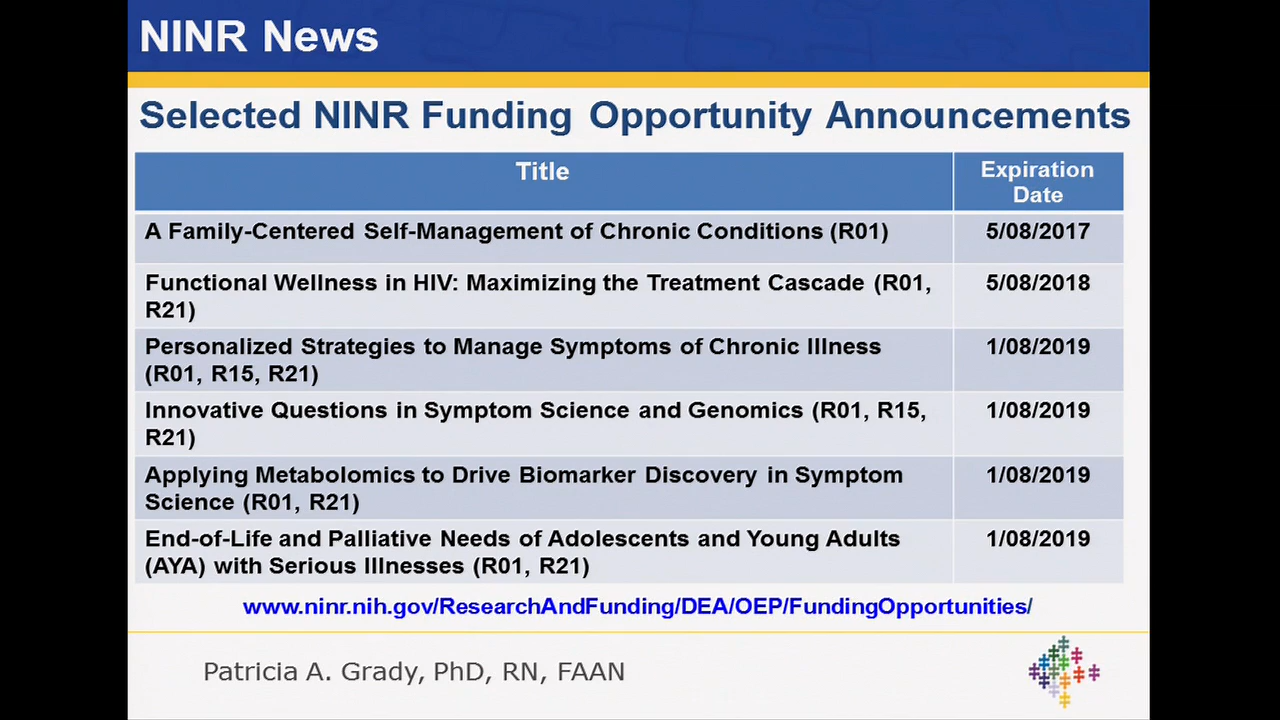 NINR News
Selected NINR Funding Opportunity Announcements
Title
Expiration
Date
A Family-Centered Self-Management of Chronic Conditions (R01)
5/08/2017
Functional Wellness in HIV: Maximizing the Treatment Cascade (R01,
R21)
5/08/2018
Personalized Strategies to Manage Symptoms of Chronic Illness
(R01, R15, R21)
1/08/2019
Innovative Questions in Symptom Science and Genomics (R01, R15,
R21)
1/08/2019
Applying Metabolomics to Drive Biomarker Discovery in Symptom
Science (R01, R21)
1/08/2019
End-of-Life and Palliative Needs of Adolescents and Young Adults
(AYA) with Serious Illnesses (R01, R21)
1/08/2019
www.ninr.nih.gov/ResearchAndFunding/DEA/OEP/FundingOpportunities/
Patricia A. Grady, PhD, RN, FAAN